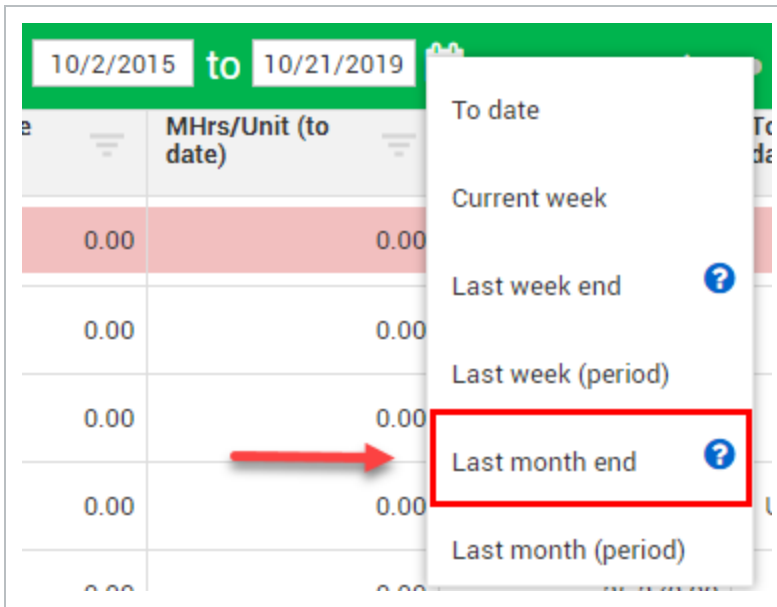 10/2/2015 to 10/21/2019
MHrs/Unit (to
date)
To date
Current week
0.00 0.00
Last week end ?
0.00 0.00
Last week (period)
0.00 0.00
Last month end ?
0.00 0.00
Last month (period)